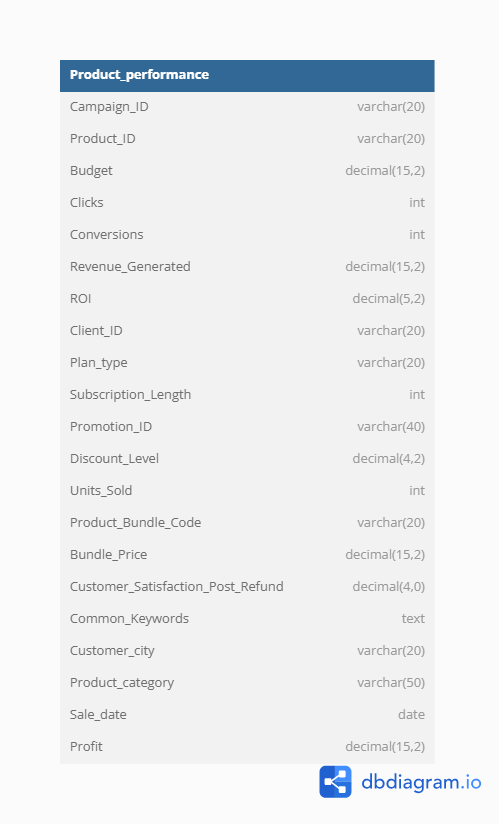 Product_performance
Campaign_ID varchar(20)
Product_ID varchar(20)
Budget decimal(15,2)
Clicks int
Conversions int
Revenue_Generated decimal(15,2)
ROI decimal(5,2)
Client_ID varchar(20)
Plan_type varchar(20)
Subscription_Length int
Promotion_ID varchar(40)
Discount_Level decimal(4,2)
Units_Sold int
Product_Bundle_Code varchar(20)
Bundle_Price decimal(15,2)
Customer_Satisfaction_Post_Refund decimal(4,0)
Common_Keywords text
Customer_city varchar(20)
Product_category varchar(50)
Sale_date date
Profit decimal(15,2)
dbdiagram.io